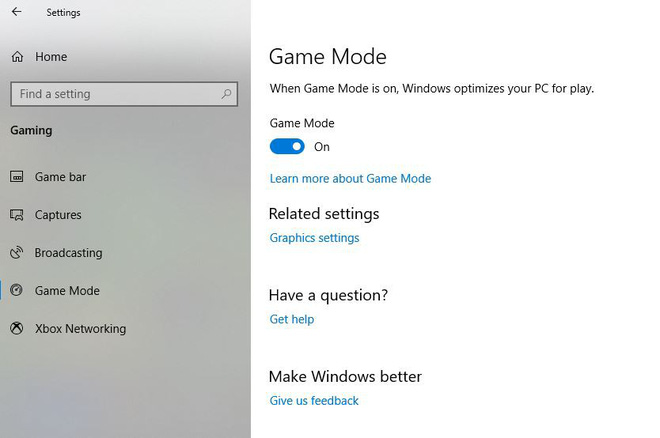 Settings
Home
Find a setting
Gaming
Game bar
Captures
Broadcasting
Game Mode
Xbox Networking
Game Mode
When Game Mode is on, Windows optimizes your PC for play.
Game Mode
On
Learn more about Game Mode
Related settings
Graphics settings
Have a question?
Get help
Make Windows better
Give us feedback